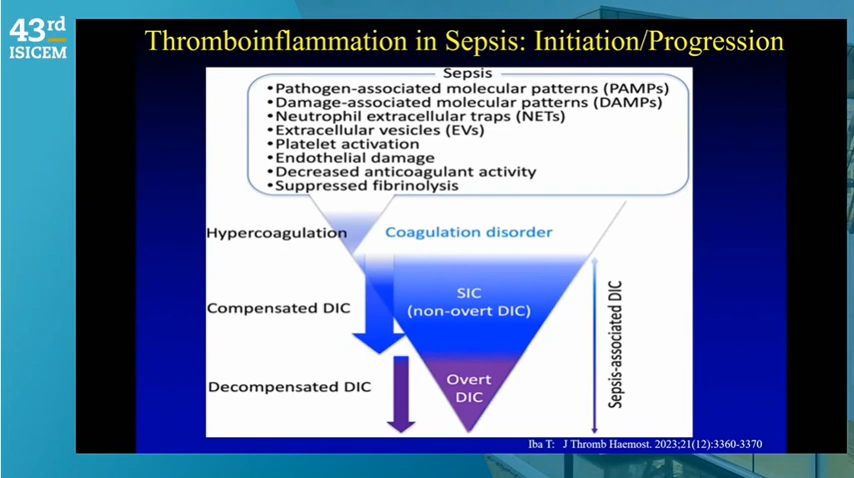 43rd
ISICEM
Thromboinflammation in Sepsis: Initiation/Progression
Sepsis
•Pathogen-associated molecular patterns (PAMPs)
•Damage-associated molecular patterns (DAMPs)
•Neutrophil extracellular traps (NETs)
•Extracellular vesicles (EVs)
•Platelet activation
•Endothelial damage
•Decreased anticoagulant activity
•Suppressed fibrinolysis
Hypercoagulation
Coagulation disorder
Compensated DIC
SIC
(non-overt DIC)
Decompensated DIC
Overt
DIC
Sepsis-associated DIC
Iba T: J Thromb Haemost. 2023;21(12):3360-3370